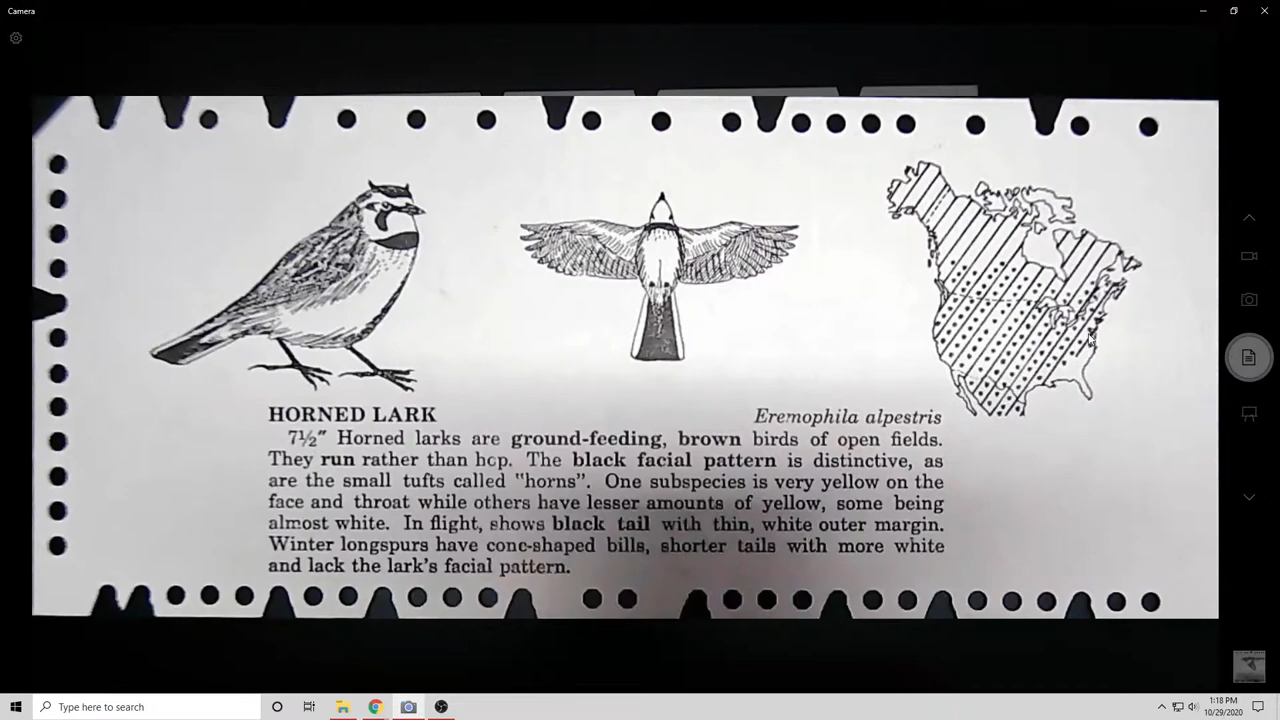 Camera
HORNED LARK
Eremophila alpestris
7½″ Horned larks are ground-feeding, brown birds of open fields.
They run rather than hop. The black facial pattern is distinctive, as
are the small tufts called "horns". One subspecies is very yellow on the
face and throat while others have lesser amounts of yellow, some being
almost white. In flight, shows black tail with thin, white outer margin.
Winter longspurs have cone-shaped bills, shorter tails with more white
and lack the lark's facial pattern.
Type here to search
1:18 PM
10/29/2020